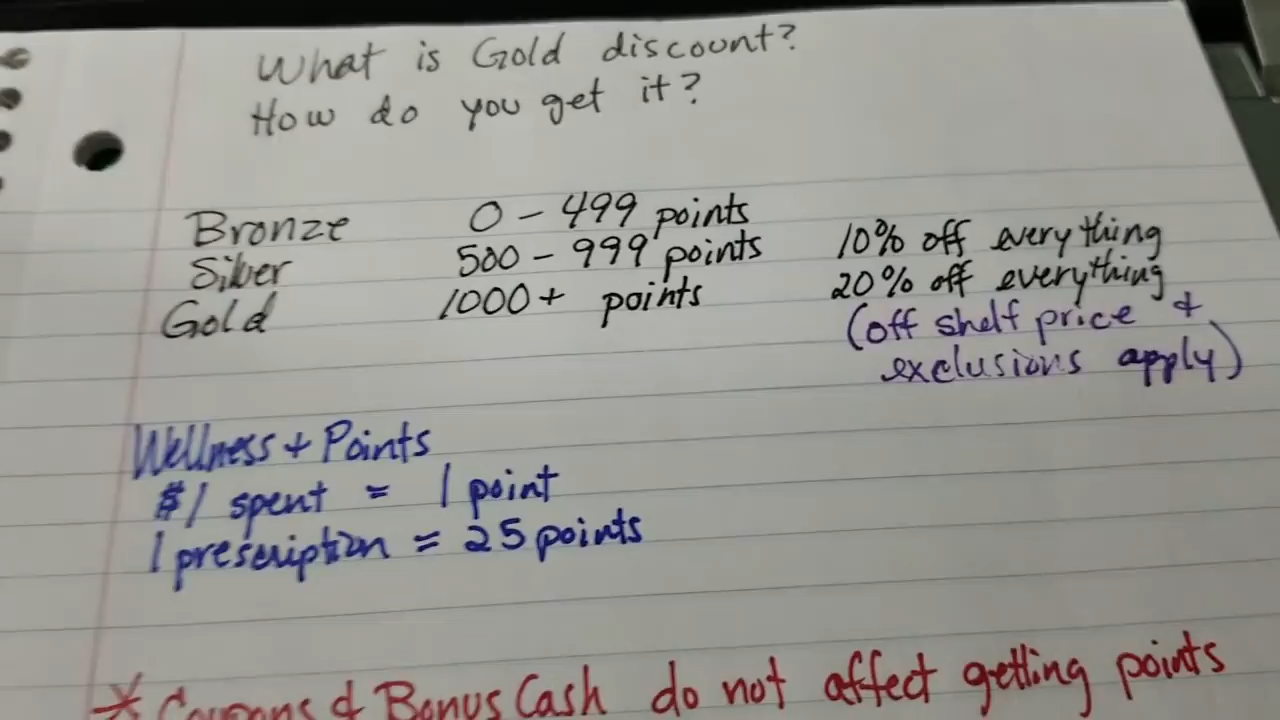 What is Gold discount?
How do you get it?
Bronze 0 - 499 points
Silver 500 - 999 points 10% off everything
Gold 1000+ points 20% off everything
(off shelf price +
exclusions apply)
Wellness + Points
$1 spent = 1 point
1 prescription = 25 points
* Coupons & Bonus Cash do not affect getting points